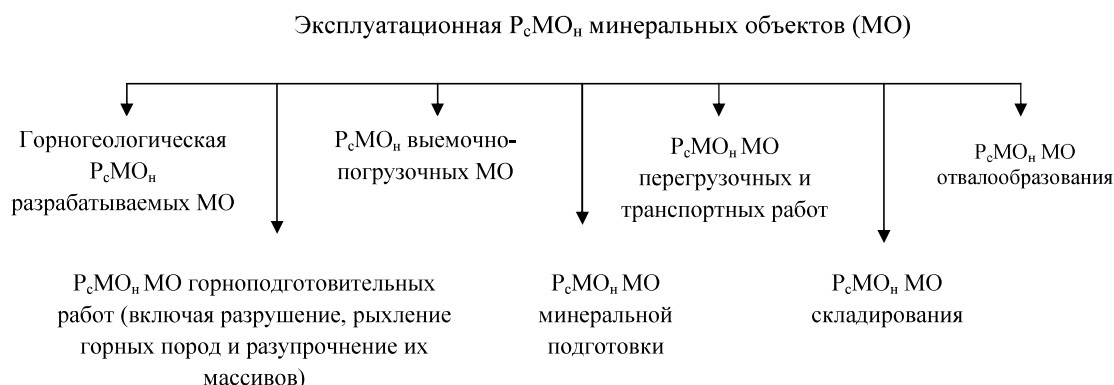 Эксплуатационная РсМОн минеральных объектов (МО)
Горногеологическая
РсМОн
разрабатываемых МО
РсМОн выемочно-
погрузочных МО
РсМОн МО
перегрузочных и
транспортных работ
РсМОн МО
отвалообразования
РсМОн МО горноподготовительных
работ (включая разрушение, рыхление
горных пород и разупрочнение их
массивов)
РсМОн МО
минеральной
подготовки
РсМОн МО
складирования